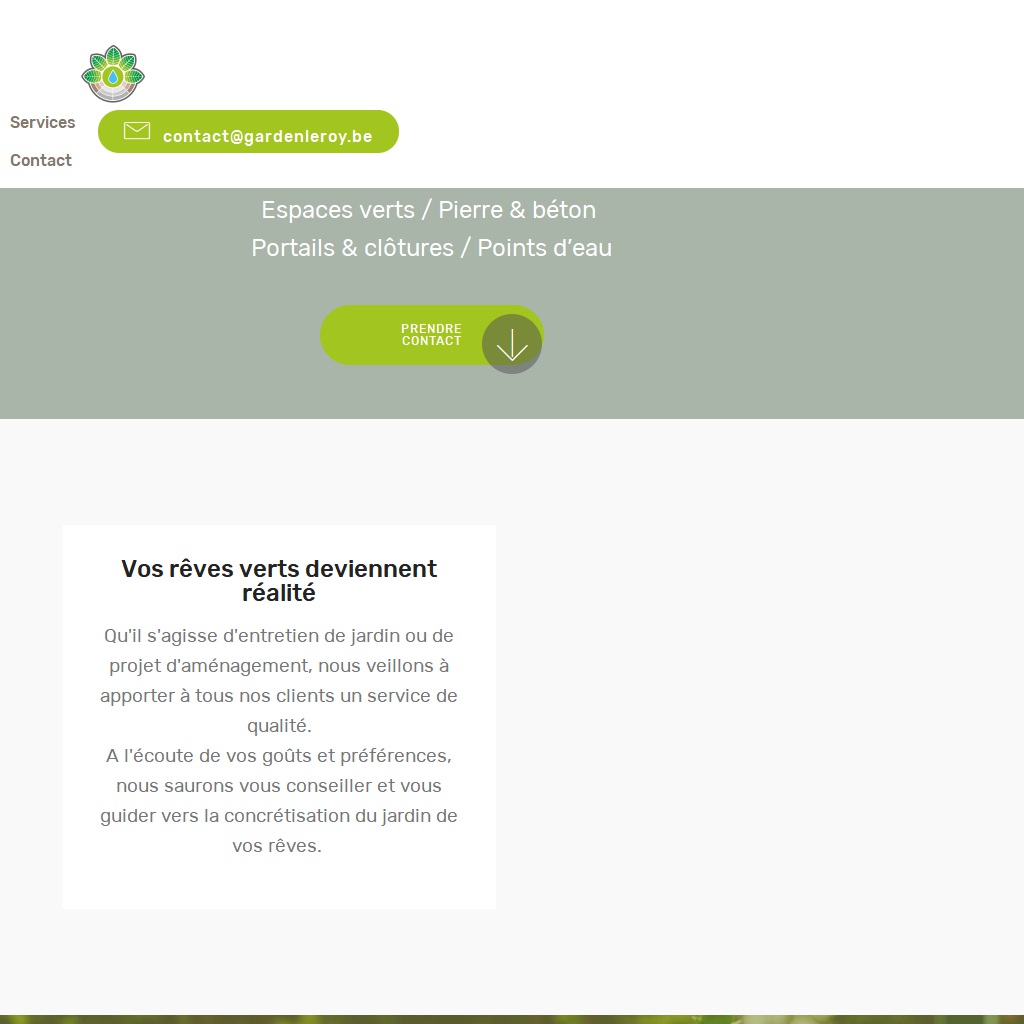 Services
contact@gardenleroy.be
Contact
Espaces verts / Pierre & béton
Portails & clôtures / Points d’eau
PRENDRE
CONTACT
Vos rêves verts deviennent
réalité
Qu'il s'agisse d'entretien de jardin ou de
projet d'aménagement, nous veillons à
apporter à tous nos clients un service de
qualité.
A l'écoute de vos goûts et préférences,
nous saurons vous conseiller et vous
guider vers la concrétisation du jardin de
vos rêves.